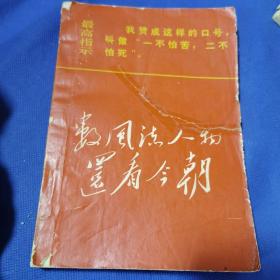 最高指示
我赞成这样的口号，
叫做“一不怕苦，二不
怕死”。
数风流人物
还看今朝